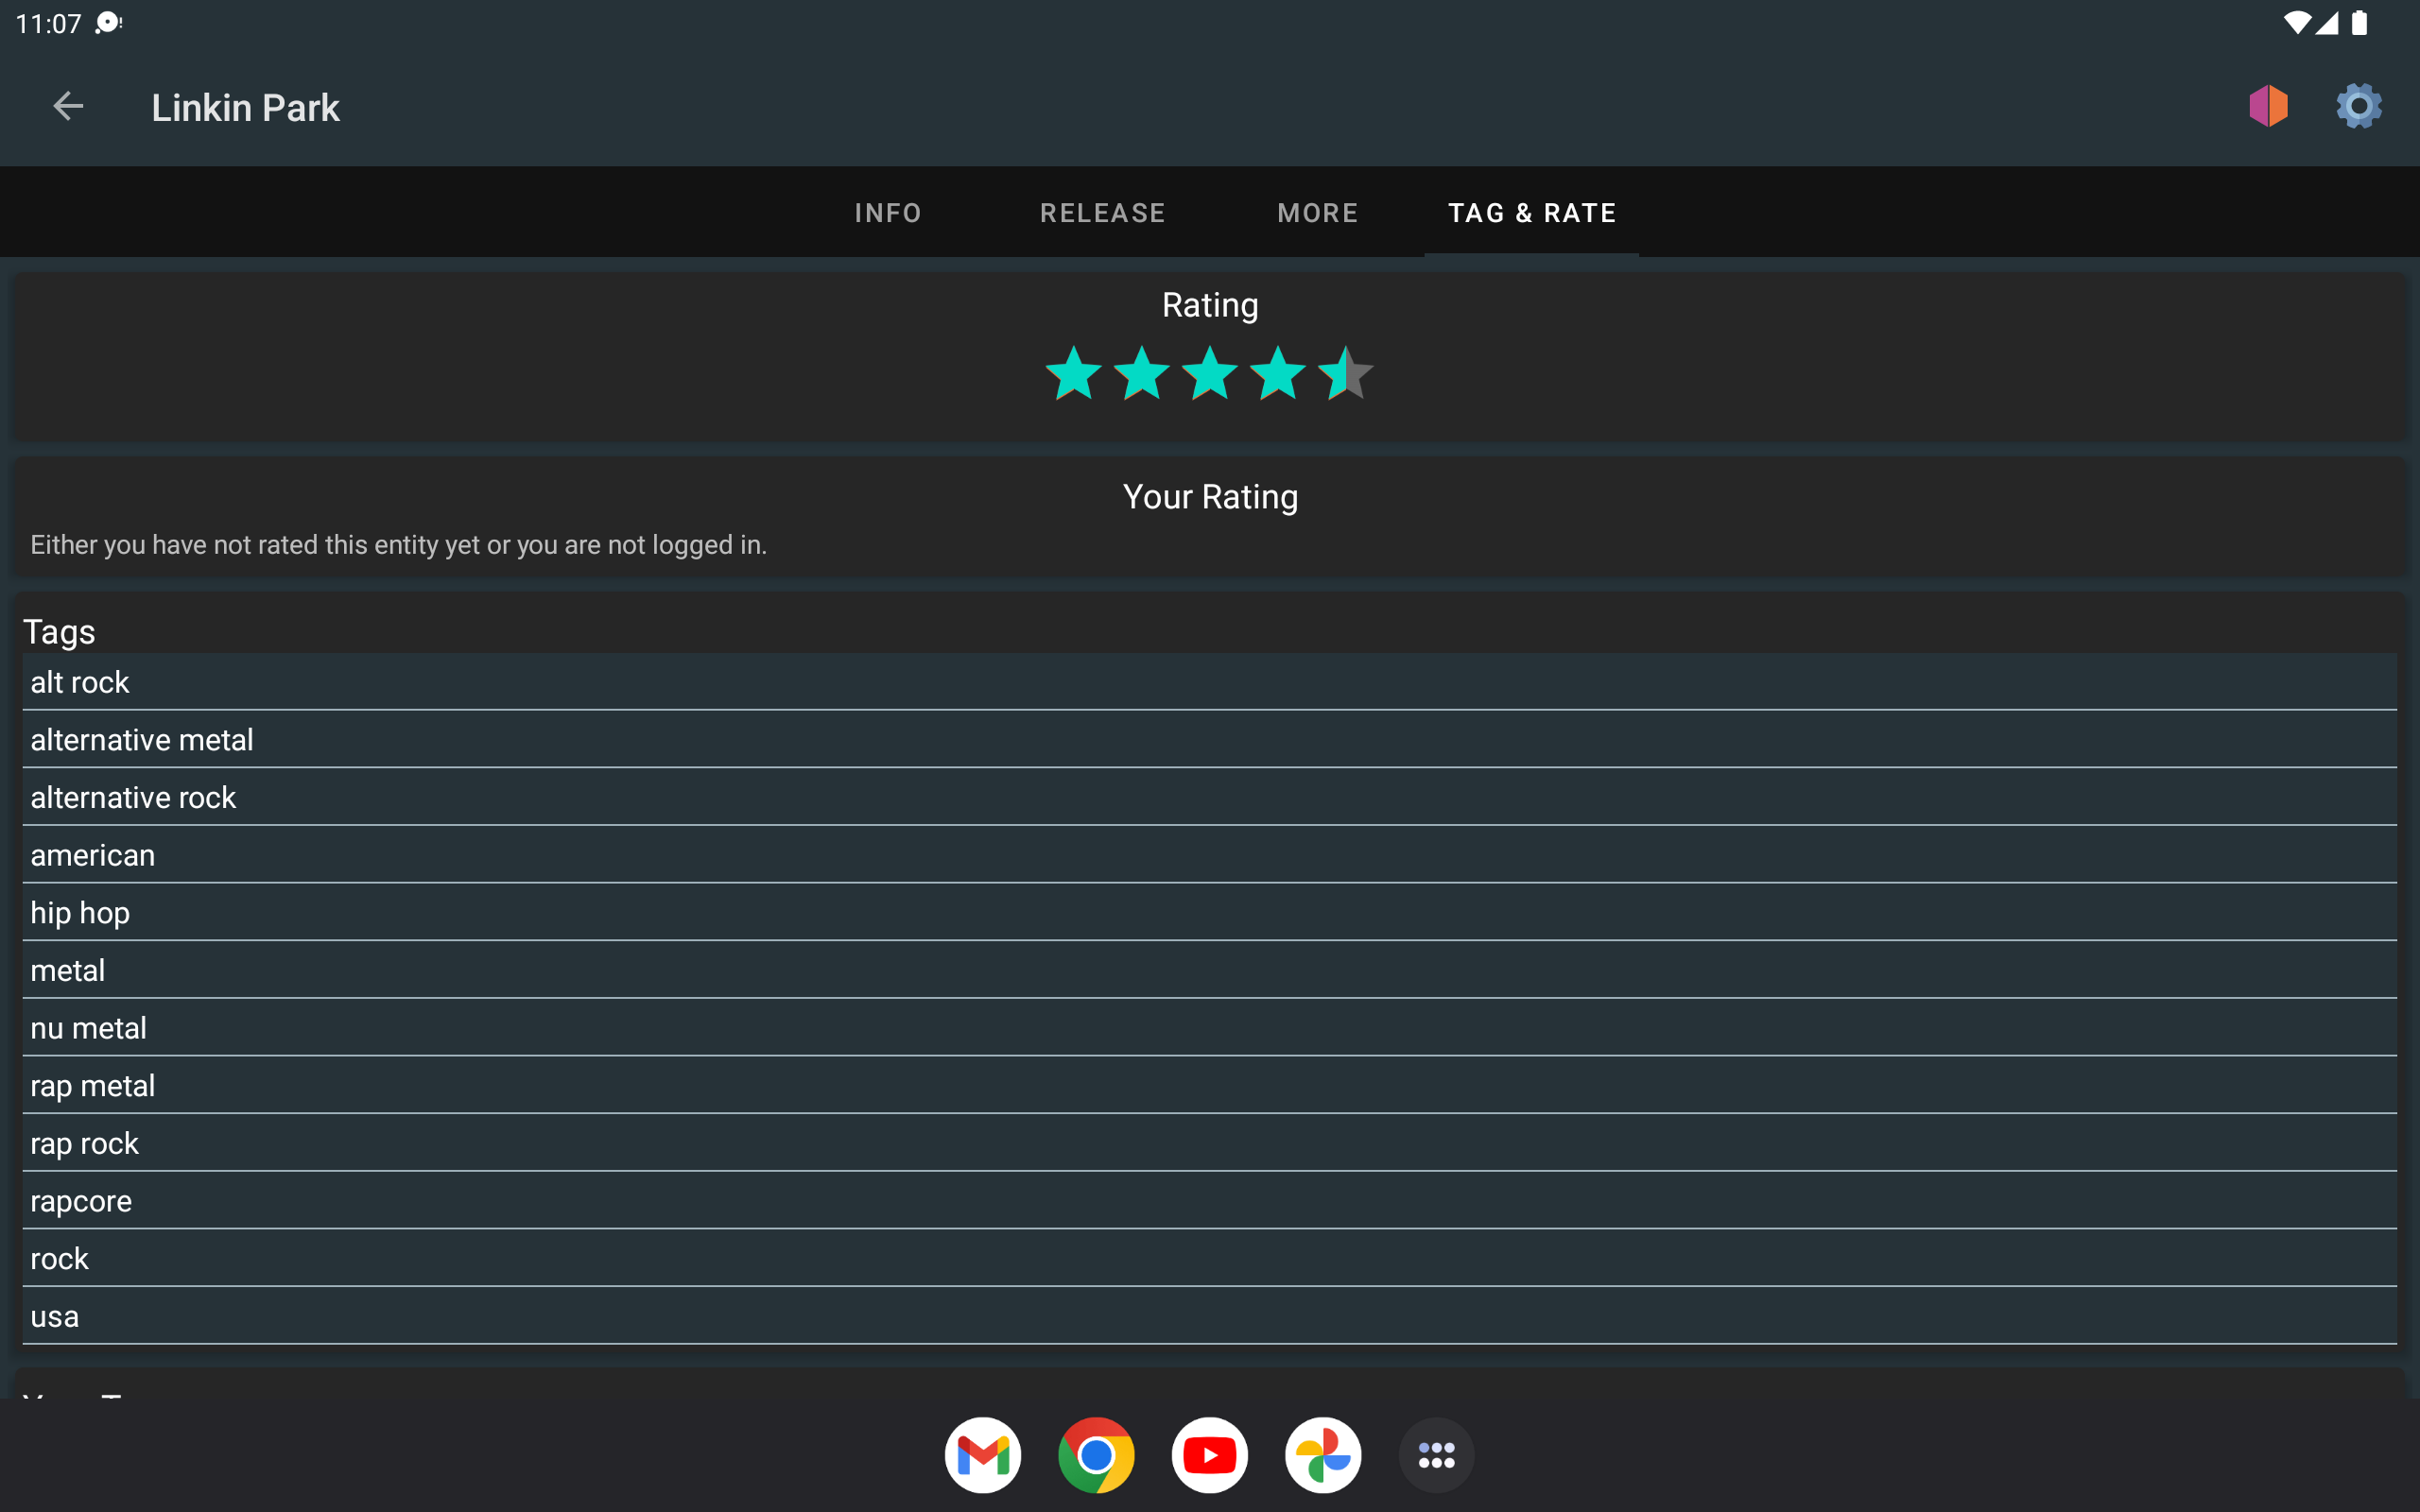 11:07
Linkin Park
INFO RELEASE MORE TAG & RATE
Rating
Your Rating
Either you have not rated this entity yet or you are not logged in.
Tags
alt rock
alternative metal
alternative rock
american
hip hop
metal
nu metal
rap metal
rap rock
rapcore
rock
usa